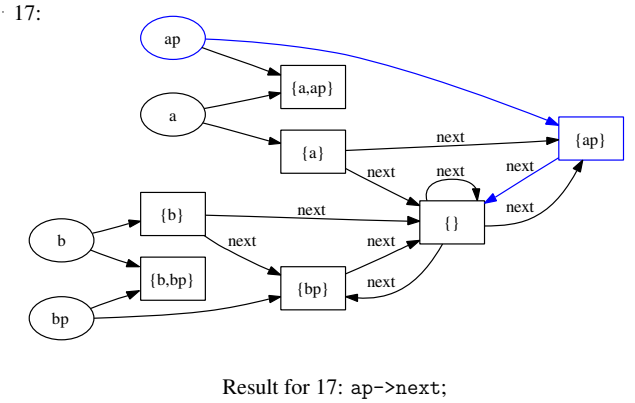 17:
ap
{a,ap}
a
{a}
next
{ap}
next
next
next
{b}
next
{}
next
b
next
next
{b,bp}
{bp}
next
bp
Result for 17: ap->next;